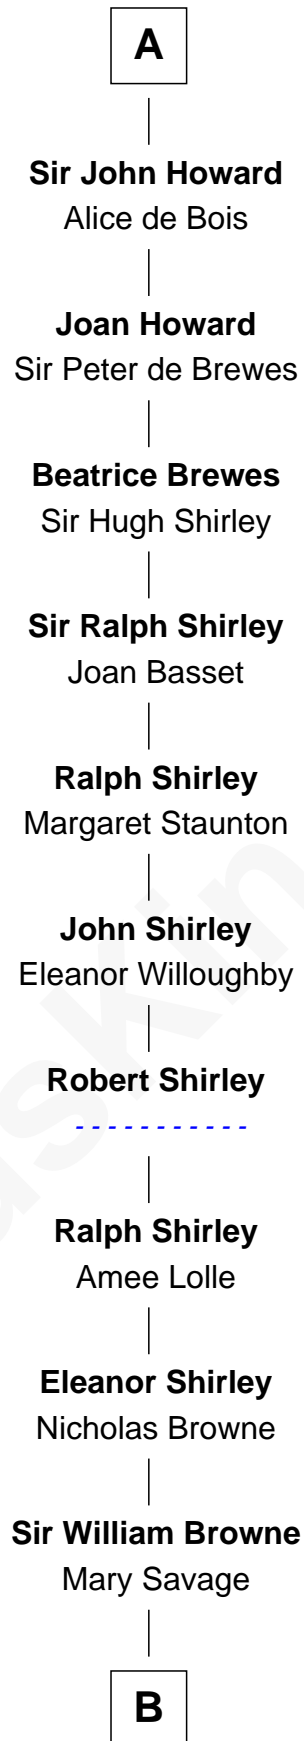 A
Sir John Howard
Alice de Bois
Joan Howard
Sir Peter de Brewes
Beatrice Brewes
Sir Hugh Shirley
Sir Ralph Shirley
Joan Basset
Ralph Shirley
Margaret Staunton
John Shirley
Eleanor Willoughby
Robert Shirley
- - - - - - - - - - -
Ralph Shirley
Amee Lolle
Eleanor Shirley
Nicholas Browne
Sir William Browne
Mary Savage
B